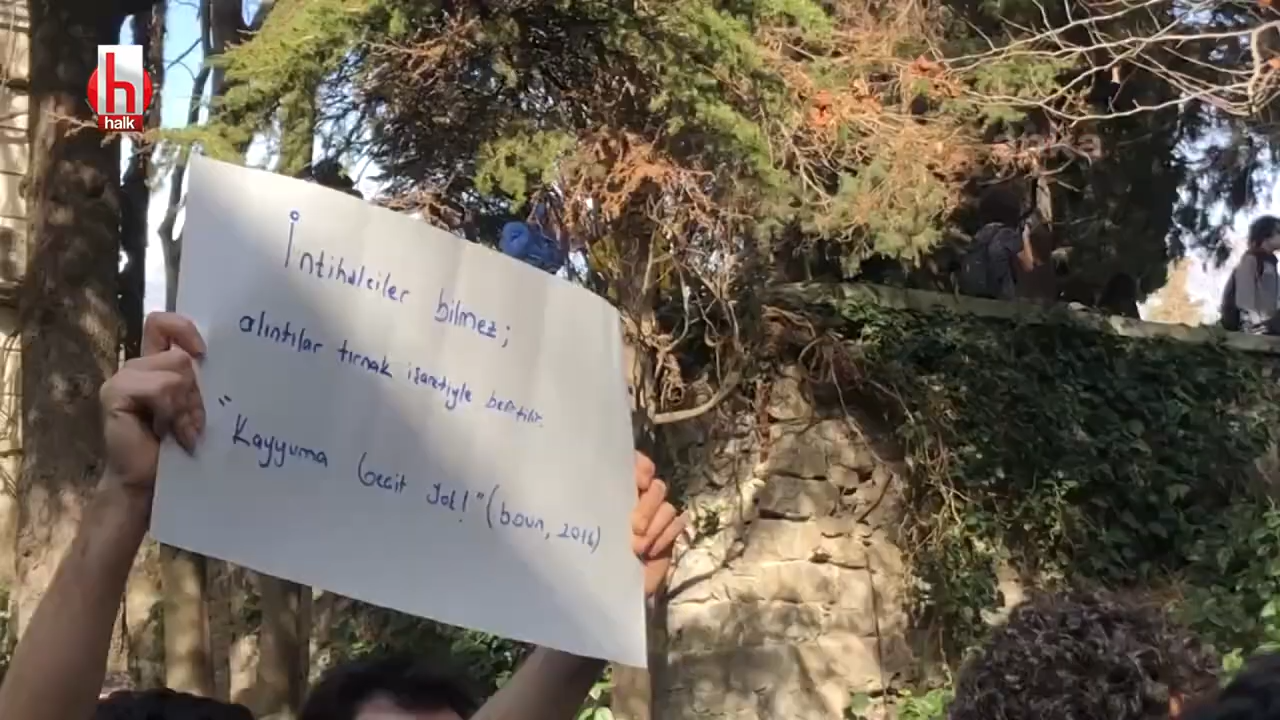 h
halk
İntihalciler bilmez;
alıntılar tırnak işaretiyle belirtilir.
"Kayyuma Geçit Yok!" (boun, 2016)